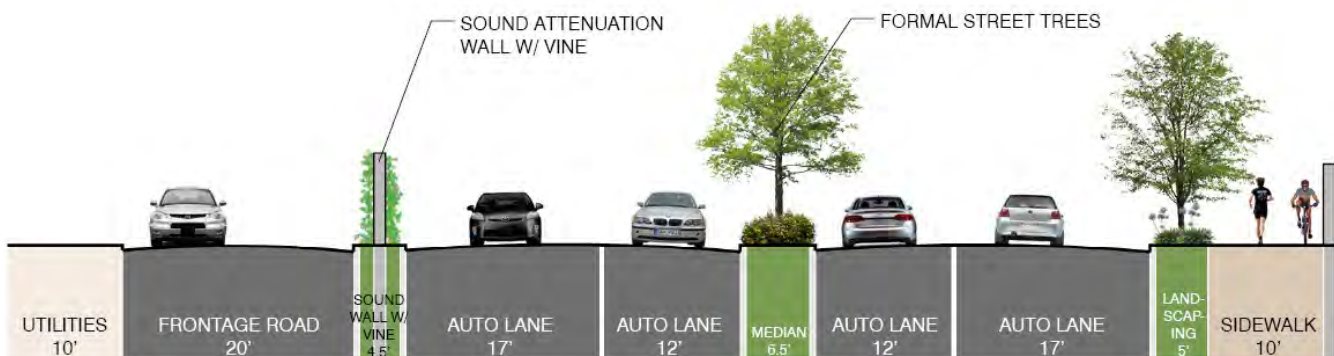 SOUND ATTENUATION
WALL W/ VINE
FORMAL STREET TREES
UTILITIES
10'
FRONTAGE ROAD
20'
SOUND
WALL W/
VINE
4.5'
AUTO LANE
17'
AUTO LANE
12'
MEDIAN
6.5'
AUTO LANE
12'
AUTO LANE
17'
LAND-
SCAP-
ING
5'
SIDEWALK
10'